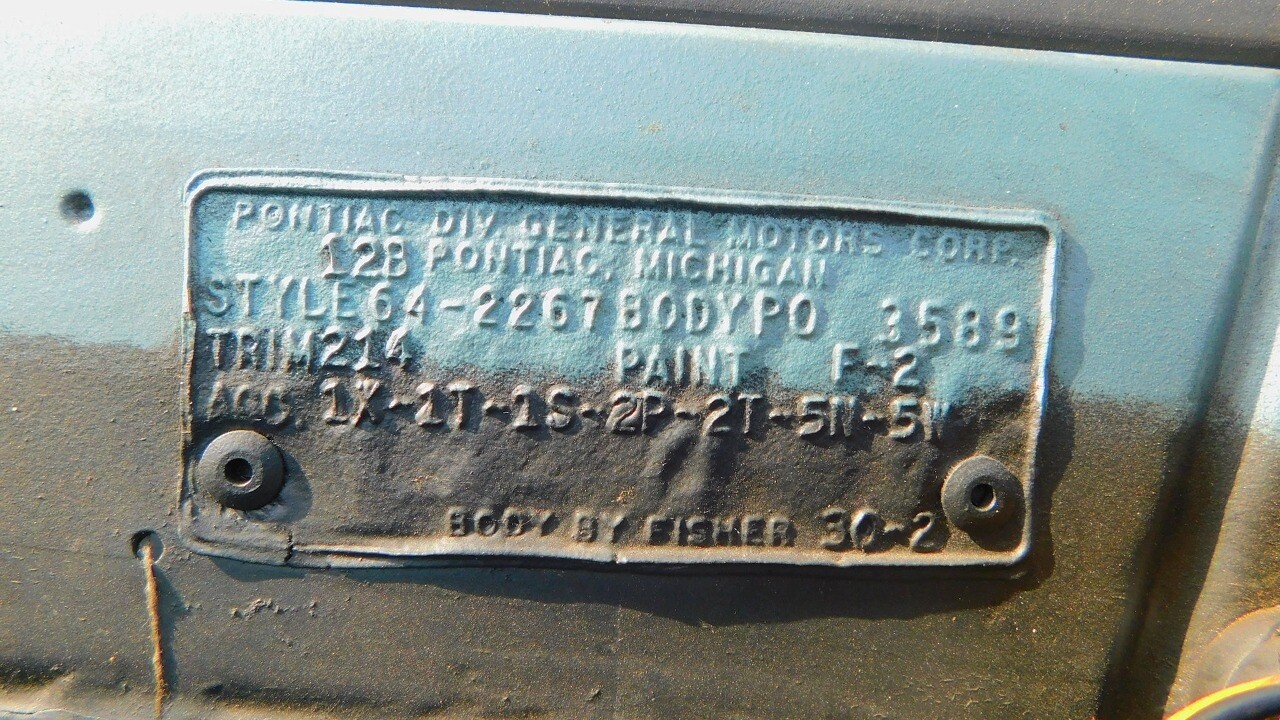 PONTIAC DIV. GENERAL MOTORS CORP.
12B PONTIAC, MICHIGAN
STYLE 64-2267 BODY PO 3589
TRIM 214 PAINT F-2
ACC. 1X-1T-1S-2P-2T-5N-5W
BODY BY FISHER 30-2